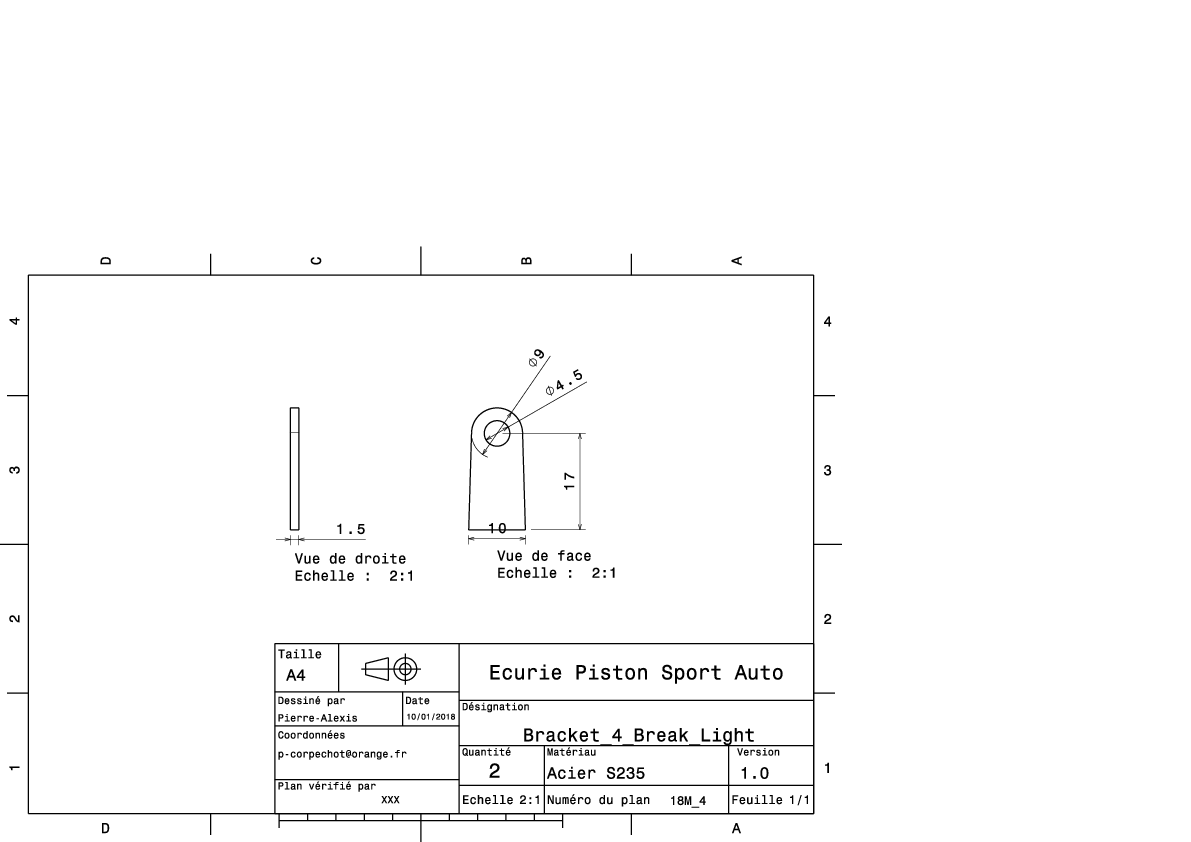 D C B A
4 4
⌀9
⌀4.5
3 3
17
1.5
10
Vue de droite
Echelle : 2:1
Vue de face
Echelle : 2:1
2 2
Taille
A4
Ecurie Piston Sport Auto
Dessiné par
Pierre-Alexis
Date
10/01/2018
Désignation
Bracket_4_Break_Light
Coordonnées
p-corpechot@orange.fr
Quantité
2
Matériau
Acier S235
Version
1.0
1 1
Plan vérifié par
XXX
Echelle 2:1
Numéro du plan 18M_4
Feuille 1/1
D A